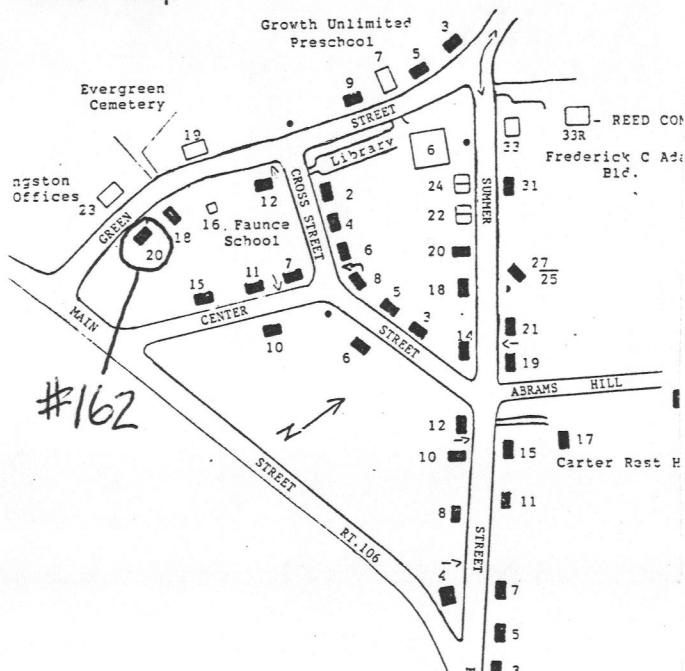 Growth Unlimited
Preschool
3
5
7
9
Evergreen
Cemetery
19
STREET
Library
6
33
33R
- REED CON
Frederick C Ada
Bld.
ngston
Offices
23
GREEN
20
18
16. Faunce
School
12
CROSS STREET
2
4
6
8
24
22
20
18
SUMMER
31
27
25
21
19
15
11
7
CENTER
5
3
STREET
14
MAIN
10
6
ABRAMS HILL
#162
N
12
10
15
17
Carter Rest H
8
11
STREET
RT.106
4
STREET
7
5
3